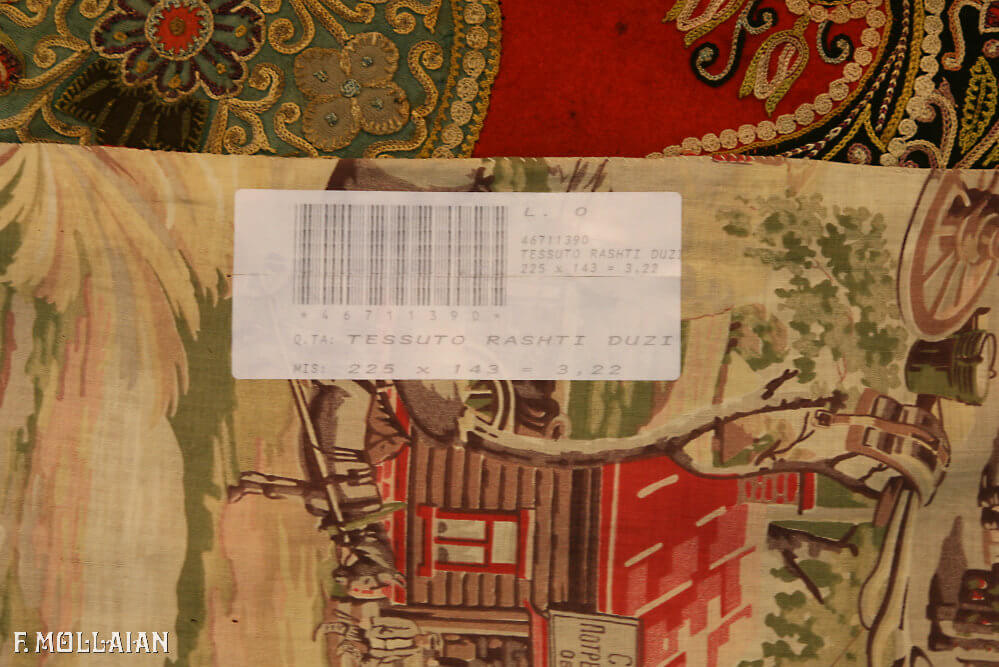 L. O
46711390
TESSUTO RASHTI DUZI
225 x 143 = 3.22
*46711390*
Q.TA: TESSUTO RASHTI DUZI
MIS: 225 x 143 = 3,22
F. MOLLAIAN